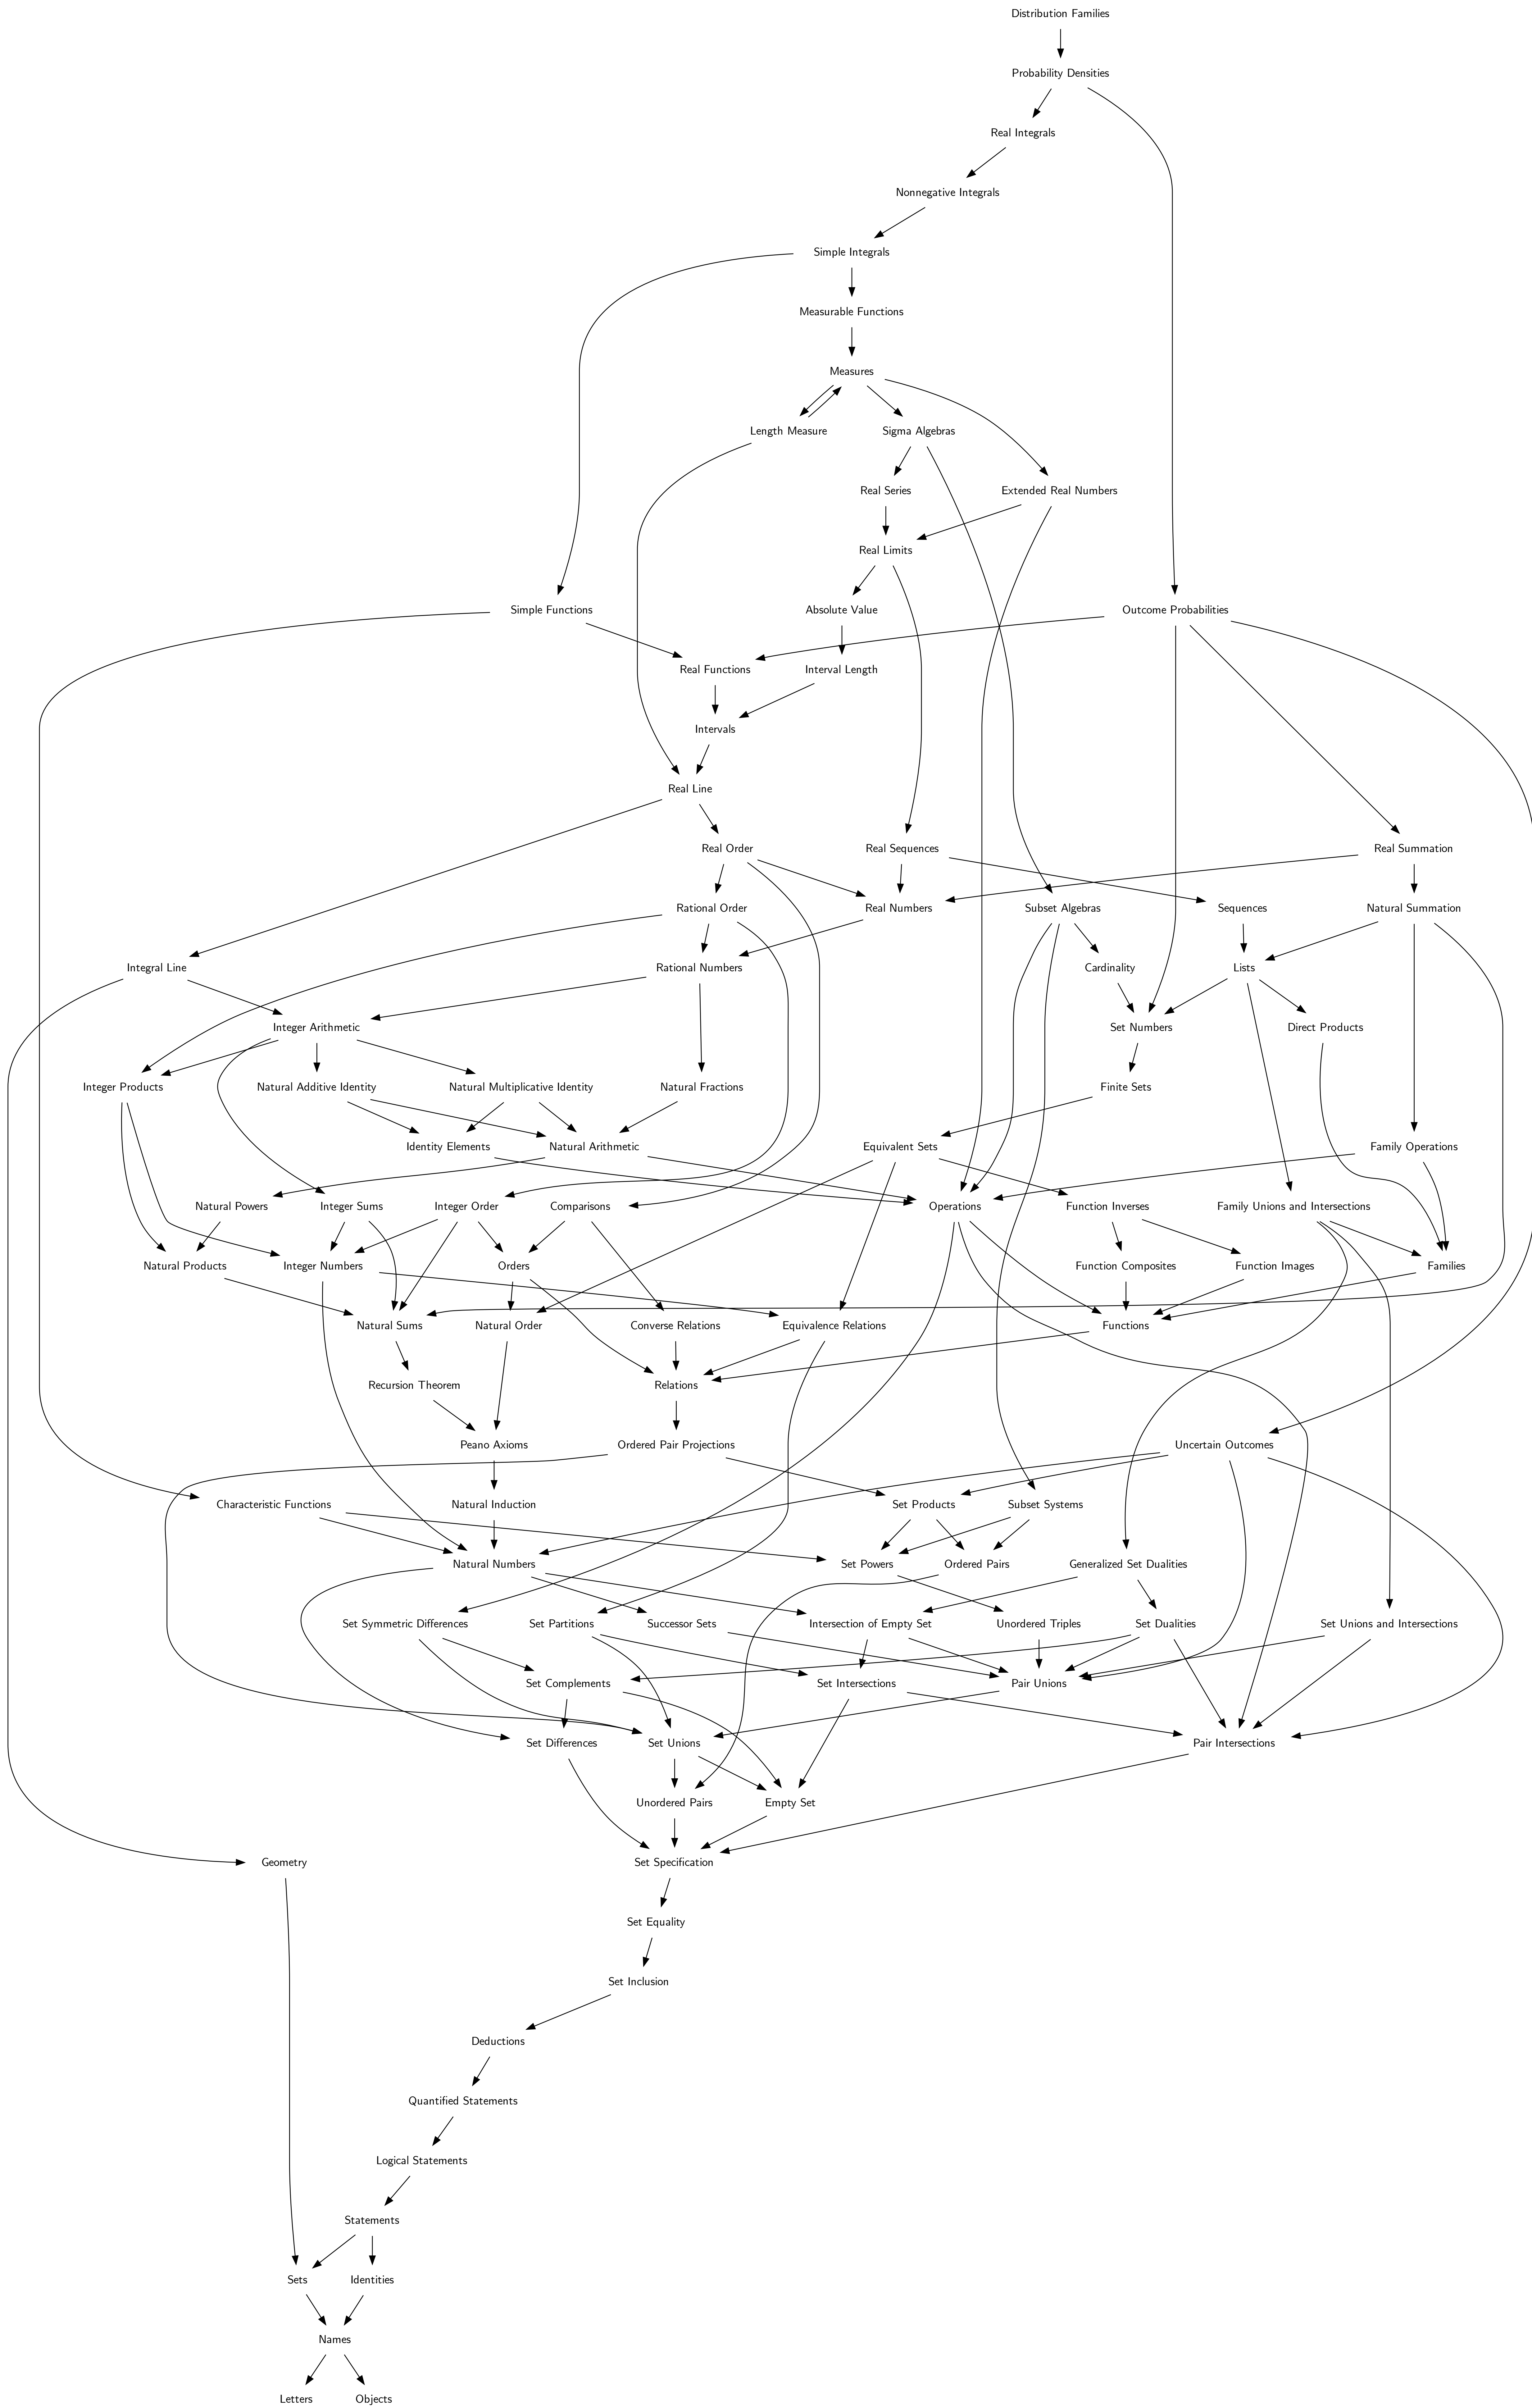 Distribution Families
Probability Densities
Real Integrals
Nonnegative Integrals
Simple Integrals
Measurable Functions
Measures
Length Measure
Sigma Algebras
Real Series
Extended Real Numbers
Real Limits
Simple Functions
Absolute Value
Outcome Probabilities
Real Functions
Interval Length
Intervals
Real Line
Real Order
Real Sequences
Real Summation
Rational Order
Real Numbers
Subset Algebras
Sequences
Natural Summation
Integral Line
Rational Numbers
Cardinality
Lists
Integer Arithmetic
Set Numbers
Direct Products
Integer Products
Natural Additive Identity
Natural Multiplicative Identity
Natural Fractions
Finite Sets
Identity Elements
Natural Arithmetic
Equivalent Sets
Family Operations
Natural Powers
Integer Sums
Integer Order
Comparisons
Operations
Function Inverses
Family Unions and Intersections
Natural Products
Integer Numbers
Orders
Function Composites
Function Images
Families
Natural Sums
Natural Order
Converse Relations
Equivalence Relations
Functions
Recursion Theorem
Relations
Peano Axioms
Ordered Pair Projections
Uncertain Outcomes
Characteristic Functions
Natural Induction
Set Products
Subset Systems
Natural Numbers
Set Powers
Ordered Pairs
Generalized Set Dualities
Set Symmetric Differences
Set Partitions
Successor Sets
Intersection of Empty Set
Unordered Triples
Set Dualities
Set Unions and Intersections
Set Complements
Set Intersections
Pair Unions
Set Differences
Set Unions
Pair Intersections
Unordered Pairs
Empty Set
Geometry
Set Specification
Set Equality
Set Inclusion
Deductions
Quantified Statements
Logical Statements
Statements
Sets
Identities
Names
Letters
Objects